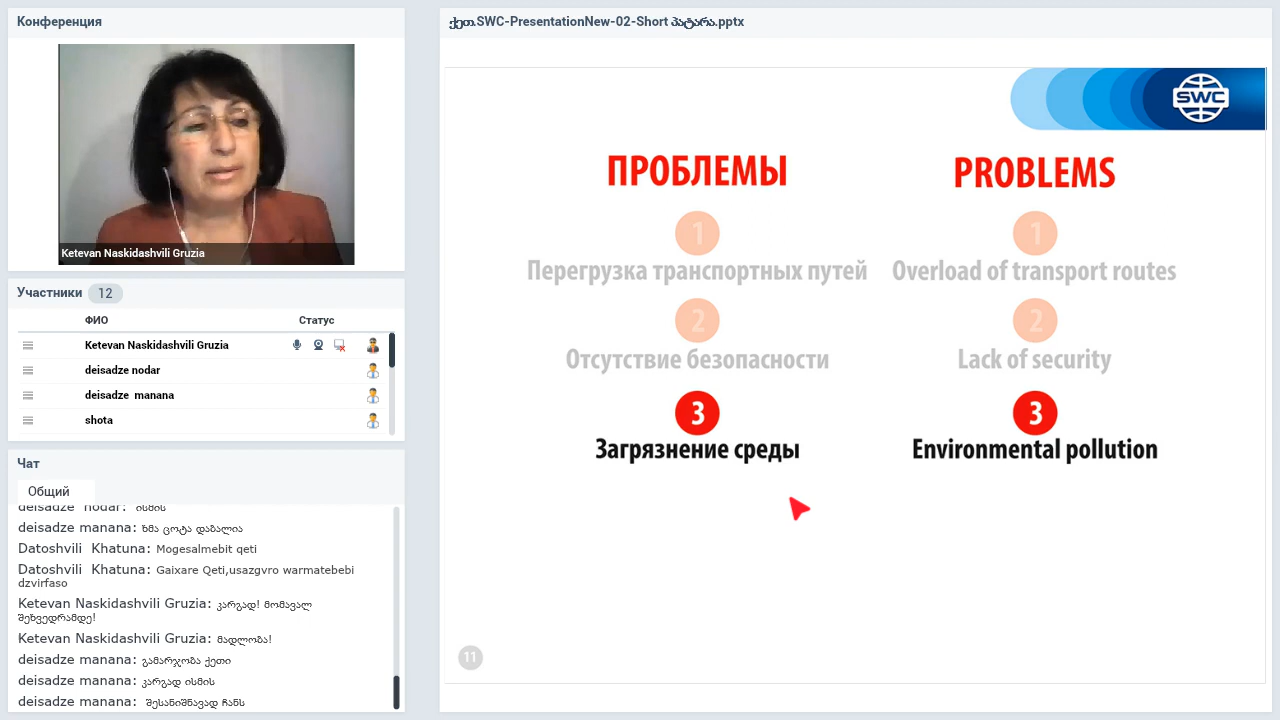 Конференция
Ketevan Naskidashvili Gruzia
Участники 12
ФИО Статус
Ketevan Naskidashvili Gruzia
deisadze nodar
deisadze manana
shota
Чат
Общий
deisadze nodar: ისმის
deisadze manana: ხმა ცოტა დაბალია
Datoshvili Khatuna: Mogesalmebit qeti
Datoshvili Khatuna: Gaixare Qeti,usazgvro warmatebebi
dzvirfaso
Ketevan Naskidashvili Gruzia: კარგად! მომავალ
შეხვედრამდე!
Ketevan Naskidashvili Gruzia: მადლობა!
deisadze manana: გამარჯობა ქეთი
deisadze manana: კარგად ისმის
deisadze manana: შესანიშნავად ჩანს
ქეთ.SWC-PresentationNew-02-Short პატარა.pptx
SWC
ПРОБЛЕМЫ
1
Перегрузка транспортных путей
2
Отсутствие безопасности
3
Загрязнение среды
PROBLEMS
1
Overload of transport routes
2
Lack of security
3
Environmental pollution
11